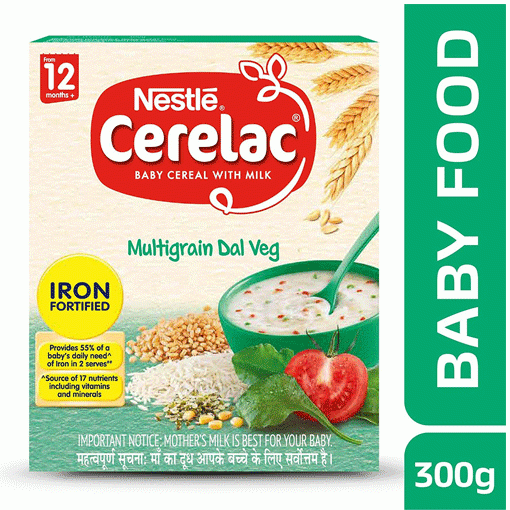 From
12
months +
Nestlé®
Cerelac®
BABY CEREAL WITH MILK
Multigrain Dal Veg
IRON
FORTIFIED
Provides 55% of a
baby's daily need^
of Iron in 2 serves**
^Source of 17 nutrients
including vitamins
and minerals
IMPORTANT NOTICE: MOTHER'S MILK IS BEST FOR YOUR BABY.
महत्वपूर्ण सूचना: माँ का दूध आपके बच्चे के लिए सर्वोत्तम है।
BABY FOOD
300g